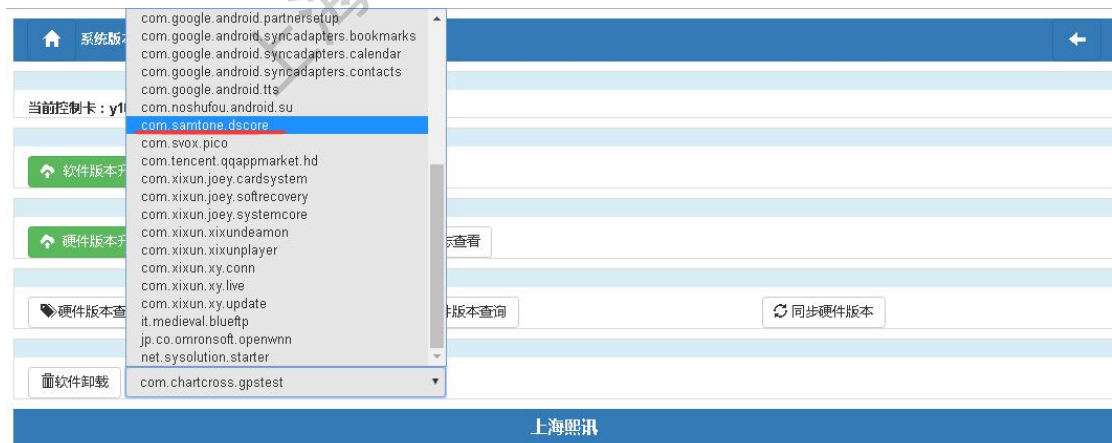 com.google.android.partnersetup
系统版本
com.google.android.syncadapters.bookmarks
com.google.android.syncadapters.calendar
com.google.android.syncadapters.contacts
com.google.android.tts
当前控制卡：y1
com.noshufou.android.su
com.samtone.dscore
com.svox.pico
com.tencent.qqappmarket.hd
软件版本升
com.xixun.joey.cardsystem
com.xixun.joey.softrecovery
com.xixun.joey.systemcore
com.xixun.xixundeamon
硬件版本升
查看
com.xixun.xixunplayer
com.xixun.xy.conn
com.xixun.xy.live
com.xixun.xy.update
硬件版本查
件版本查询
同步硬件版本
it.medieval.blueftp
jp.co.omronsoft.openwnn
net.sysolution.starter
软件卸载
com.chartcross.gpstest
上海熙讯
上海